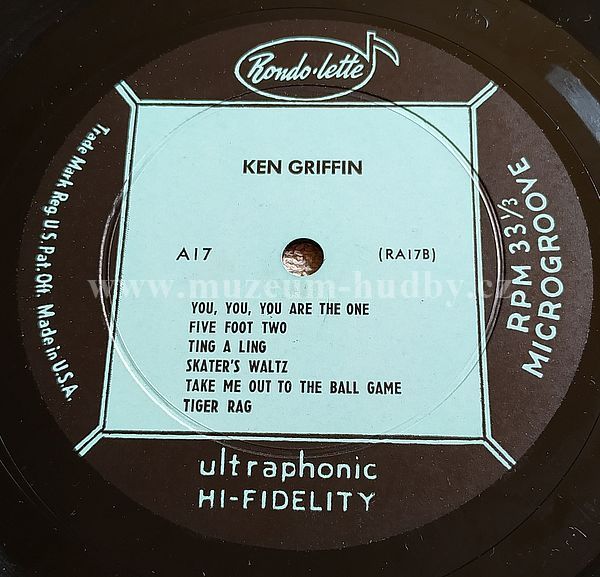 Rondo-lette
KEN GRIFFIN
A17 (RA17B)
www.muzeum-hudby.cz
YOU, YOU, YOU ARE THE ONE
FIVE FOOT TWO
TING A LING
SKATER'S WALTZ
TAKE ME OUT TO THE BALL GAME
TIGER RAG
Trade Mark Reg. U.S. Pat. Off. Made in U.S.A.
RPM 33 1/3
MICROGROOVE
ultraphonic
HI-FIDELITY